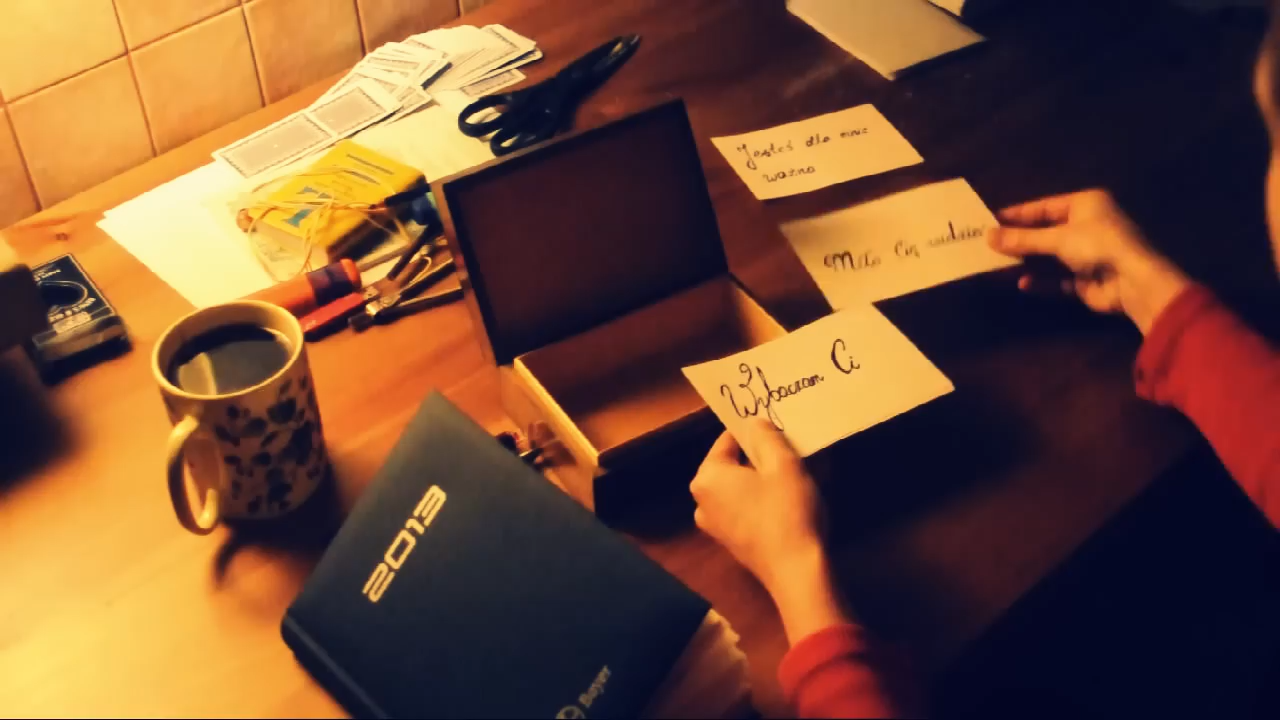 Jesteś dla mnie
ważna
Miło Cię widzieć
Wybaczam Ci
2013
Bayer